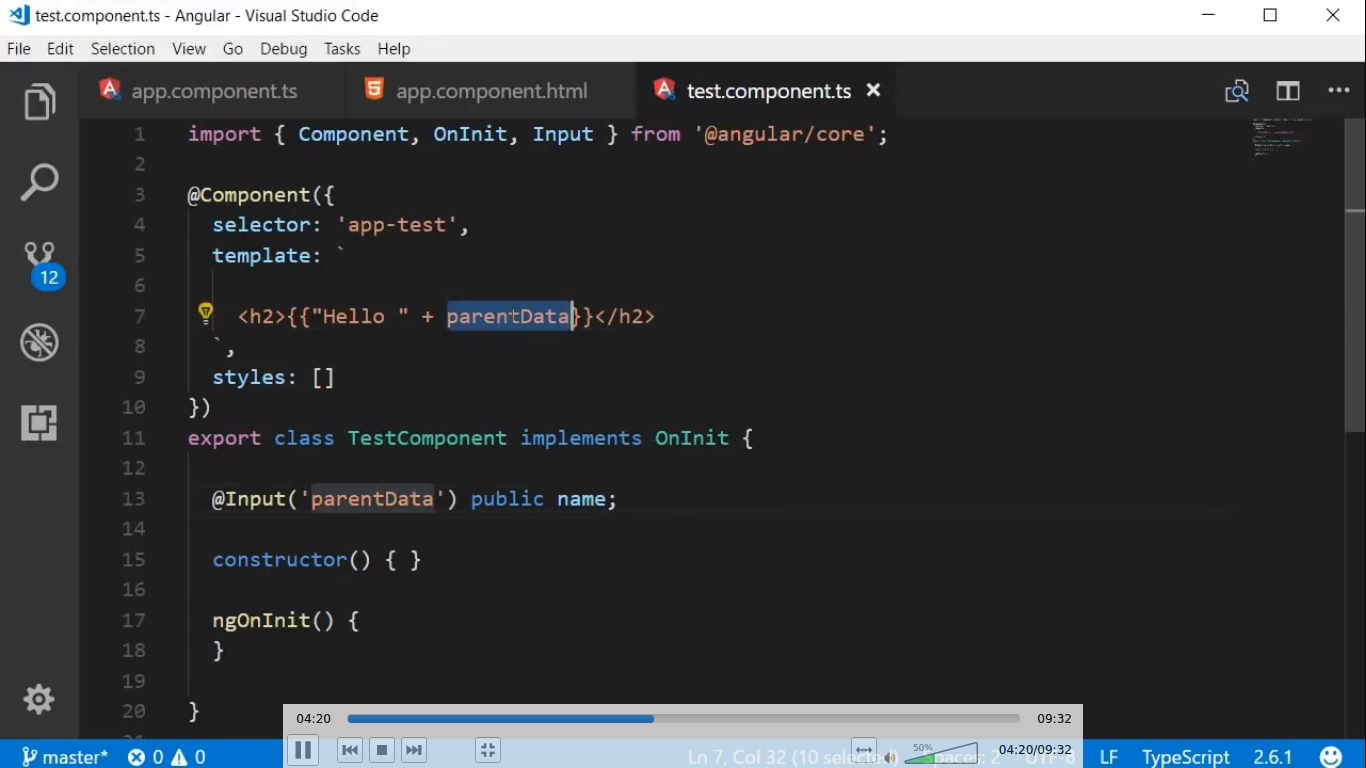 test.component.ts - Angular - Visual Studio Code
File Edit Selection View Go Debug Tasks Help
app.component.ts app.component.html test.component.ts
1 import { Component, OnInit, Input } from '@angular/core';
2
3 @Component({
4 selector: 'app-test',
5 template: `
6
7 <h2>{{"Hello " + parentData}}</h2>
8 `,
9 styles: []
10 })
11 export class TestComponent implements OnInit {
12
13 @Input('parentData') public name;
14
15 constructor() { }
16
17 ngOnInit() {
18 }
19
20 }
12
04:20 09:32
50% 04:20/09:32
master* 0 0 Ln 7, Col 32 (10 selected) Spaces: 2 UTF-8 LF TypeScript 2.6.1